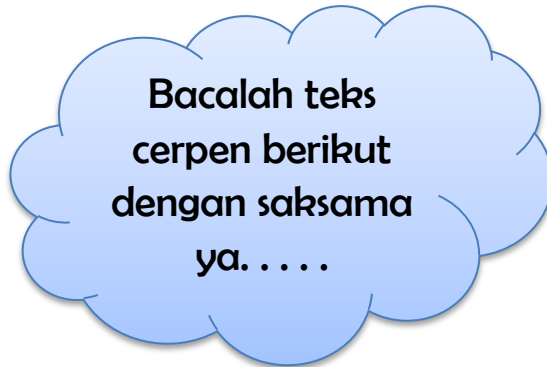 Bacalah teks
cerpen berikut
dengan saksama
ya. . . . .